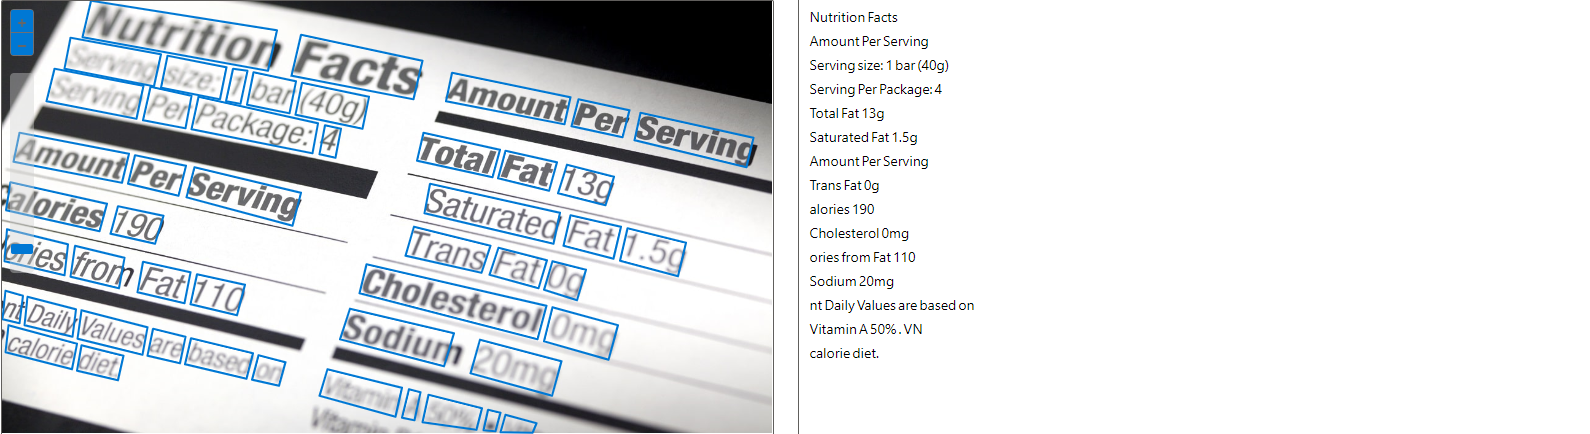 Nutrition Facts
Serving size: 1 bar (40g)
Serving Per Package: 4
Amount Per Serving
alories 190
ories from Fat 110
nt Daily Values are based on
calorie diet.
Amount Per Serving
Total Fat 13g
Saturated Fat 1.5g
Trans Fat 0g
Cholesterol 0mg
Sodium 20mg
Vitamin A 50%
Vitamin
Nutrition Facts
Amount Per Serving
Serving size: 1 bar (40g)
Serving Per Package: 4
Total Fat 13g
Saturated Fat 1.5g
Amount Per Serving
Trans Fat 0g
alories 190
Cholesterol 0mg
ories from Fat 110
Sodium 20mg
nt Daily Values are based on
Vitamin A 50% . VN
calorie diet.